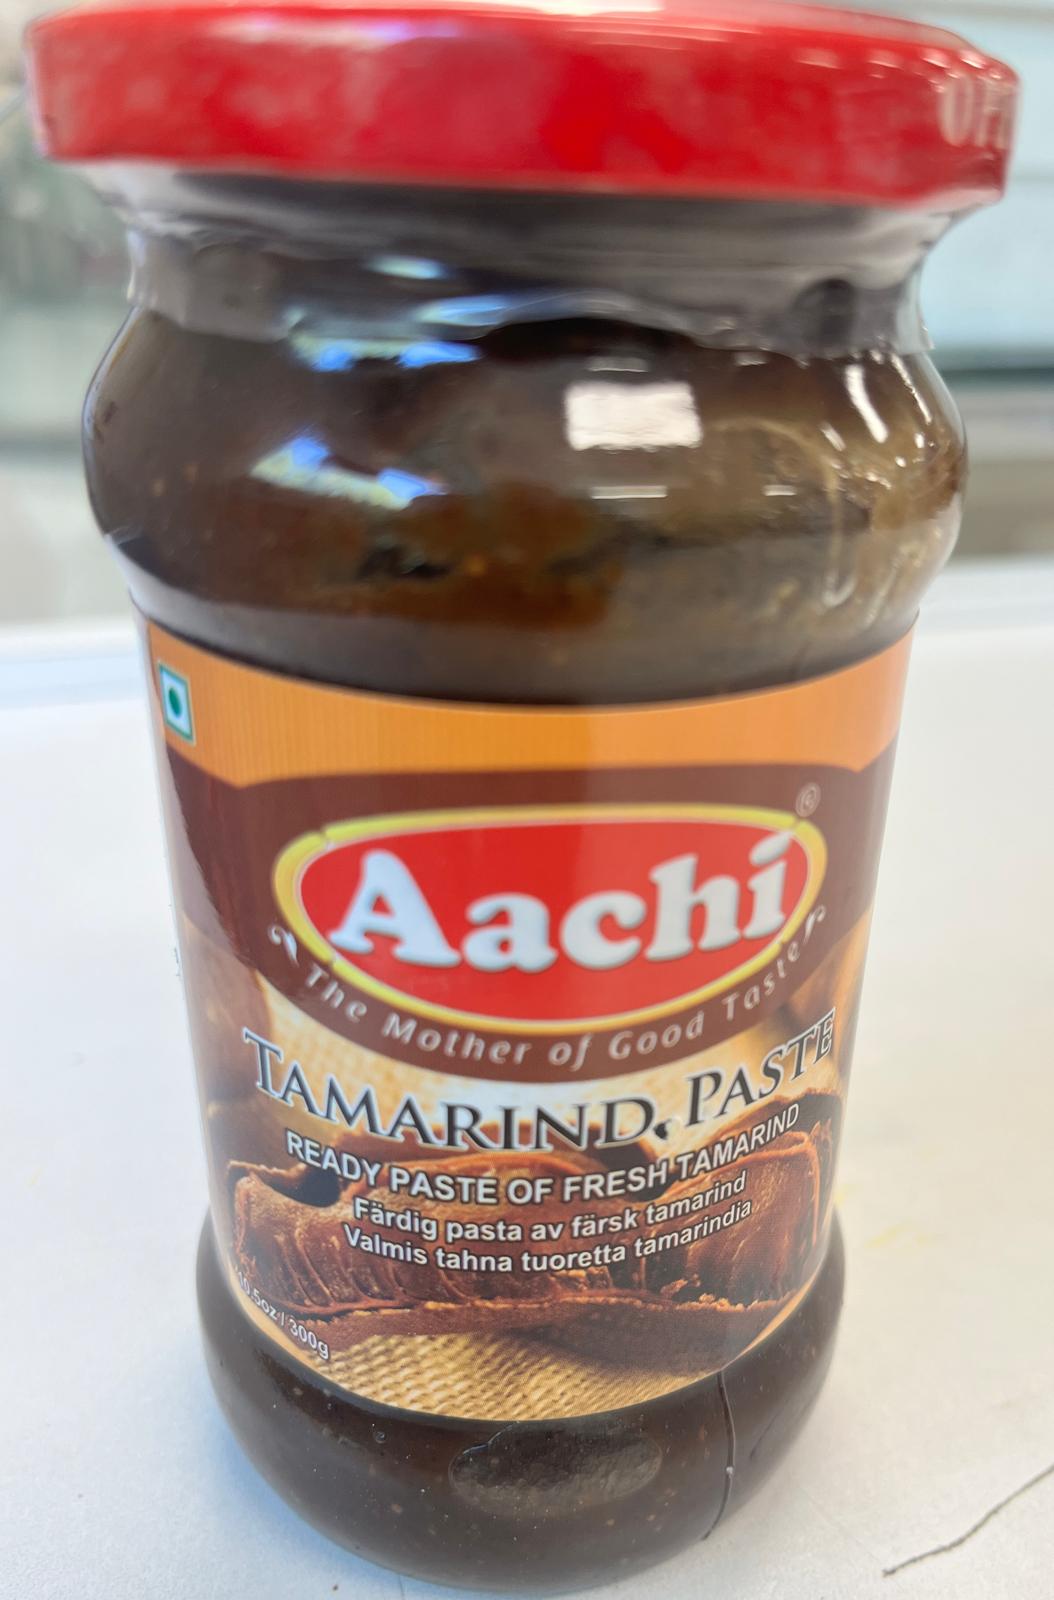 Aachi
®
The Mother of Good Taste
TAMARIND PASTE
READY PASTE OF FRESH TAMARIND
Färdig pasta av färsk tamarind
Valmis tahna tuoretta tamarindia
10.5oz / 300g